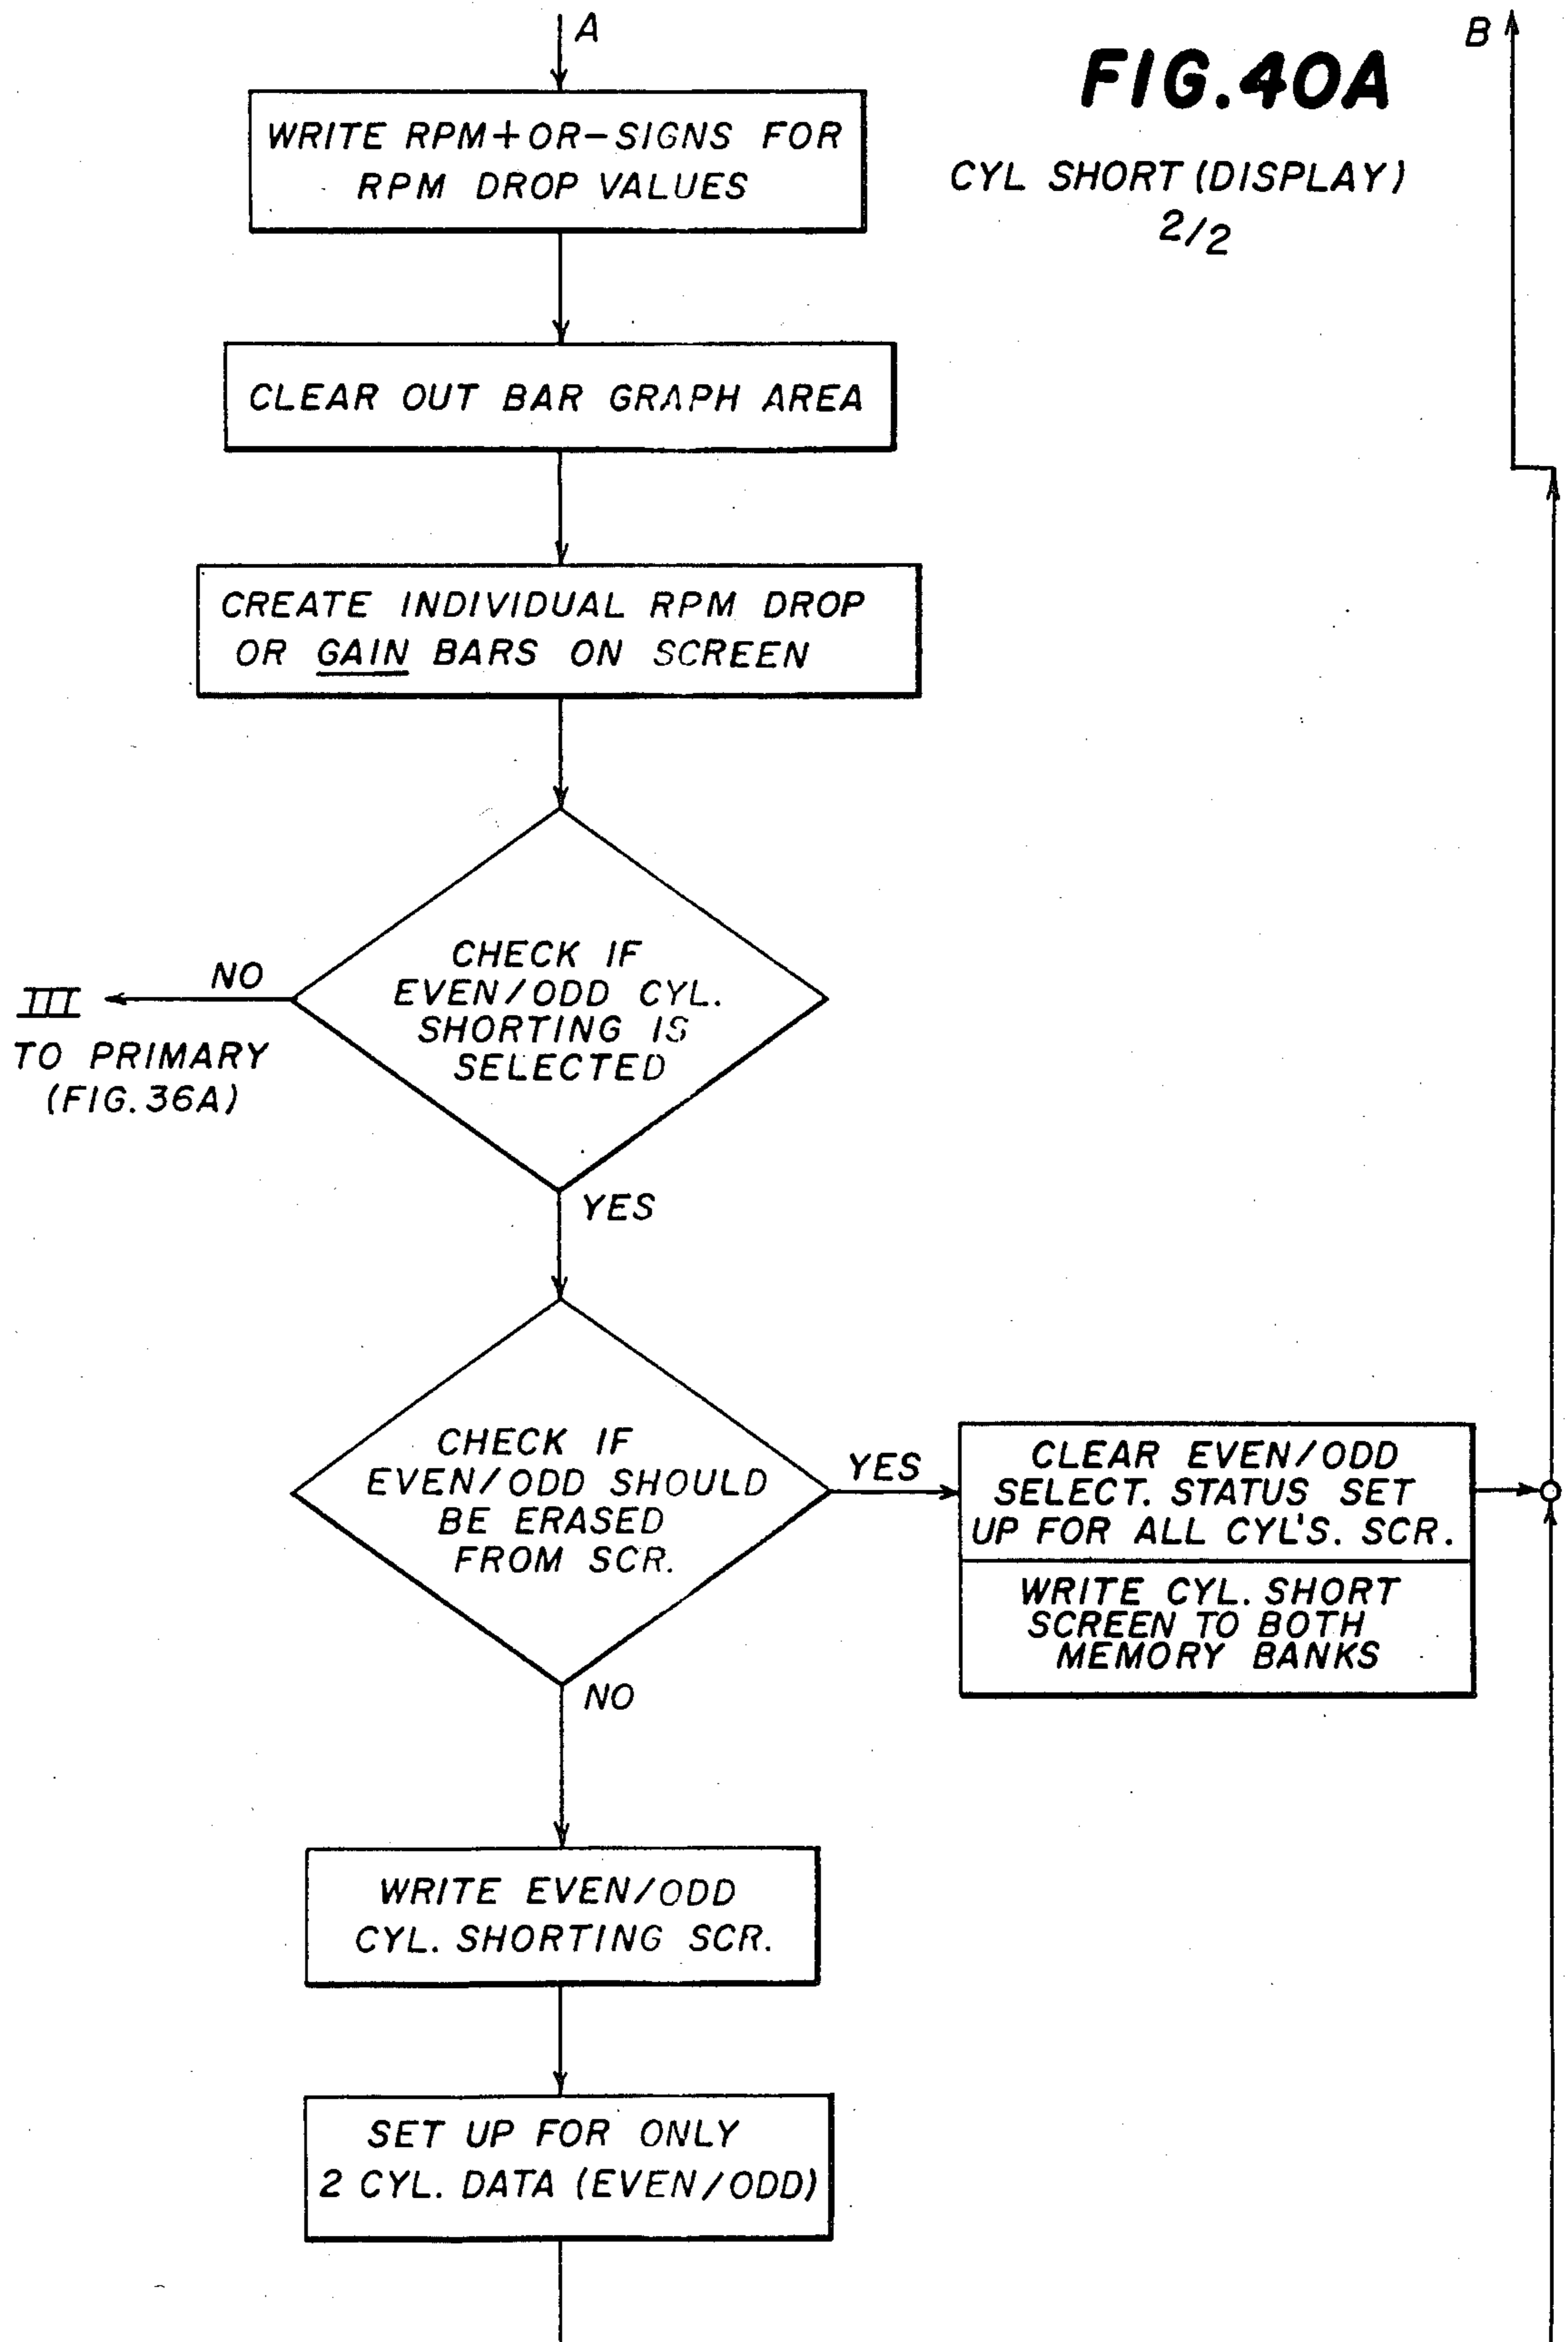 A
B
FIG.40A
CYL SHORT (DISPLAY)
2/2
WRITE RPM+OR-SIGNS FOR
RPM DROP VALUES
CLEAR OUT BAR GRAPH AREA
CREATE INDIVIDUAL RPM DROP
OR GAIN BARS ON SCREEN
CHECK IF
EVEN/ODD CYL.
SHORTING IS
SELECTED
NO
III
TO PRIMARY
(FIG.36A)
YES
CHECK IF
EVEN/ODD SHOULD
BE ERASED
FROM SCR.
YES
CLEAR EVEN/ODD
SELECT. STATUS SET
UP FOR ALL CYL'S. SCR.
WRITE CYL. SHORT
SCREEN TO BOTH
MEMORY BANKS
NO
WRITE EVEN/ODD
CYL. SHORTING SCR.
SET UP FOR ONLY
2 CYL. DATA (EVEN/ODD)